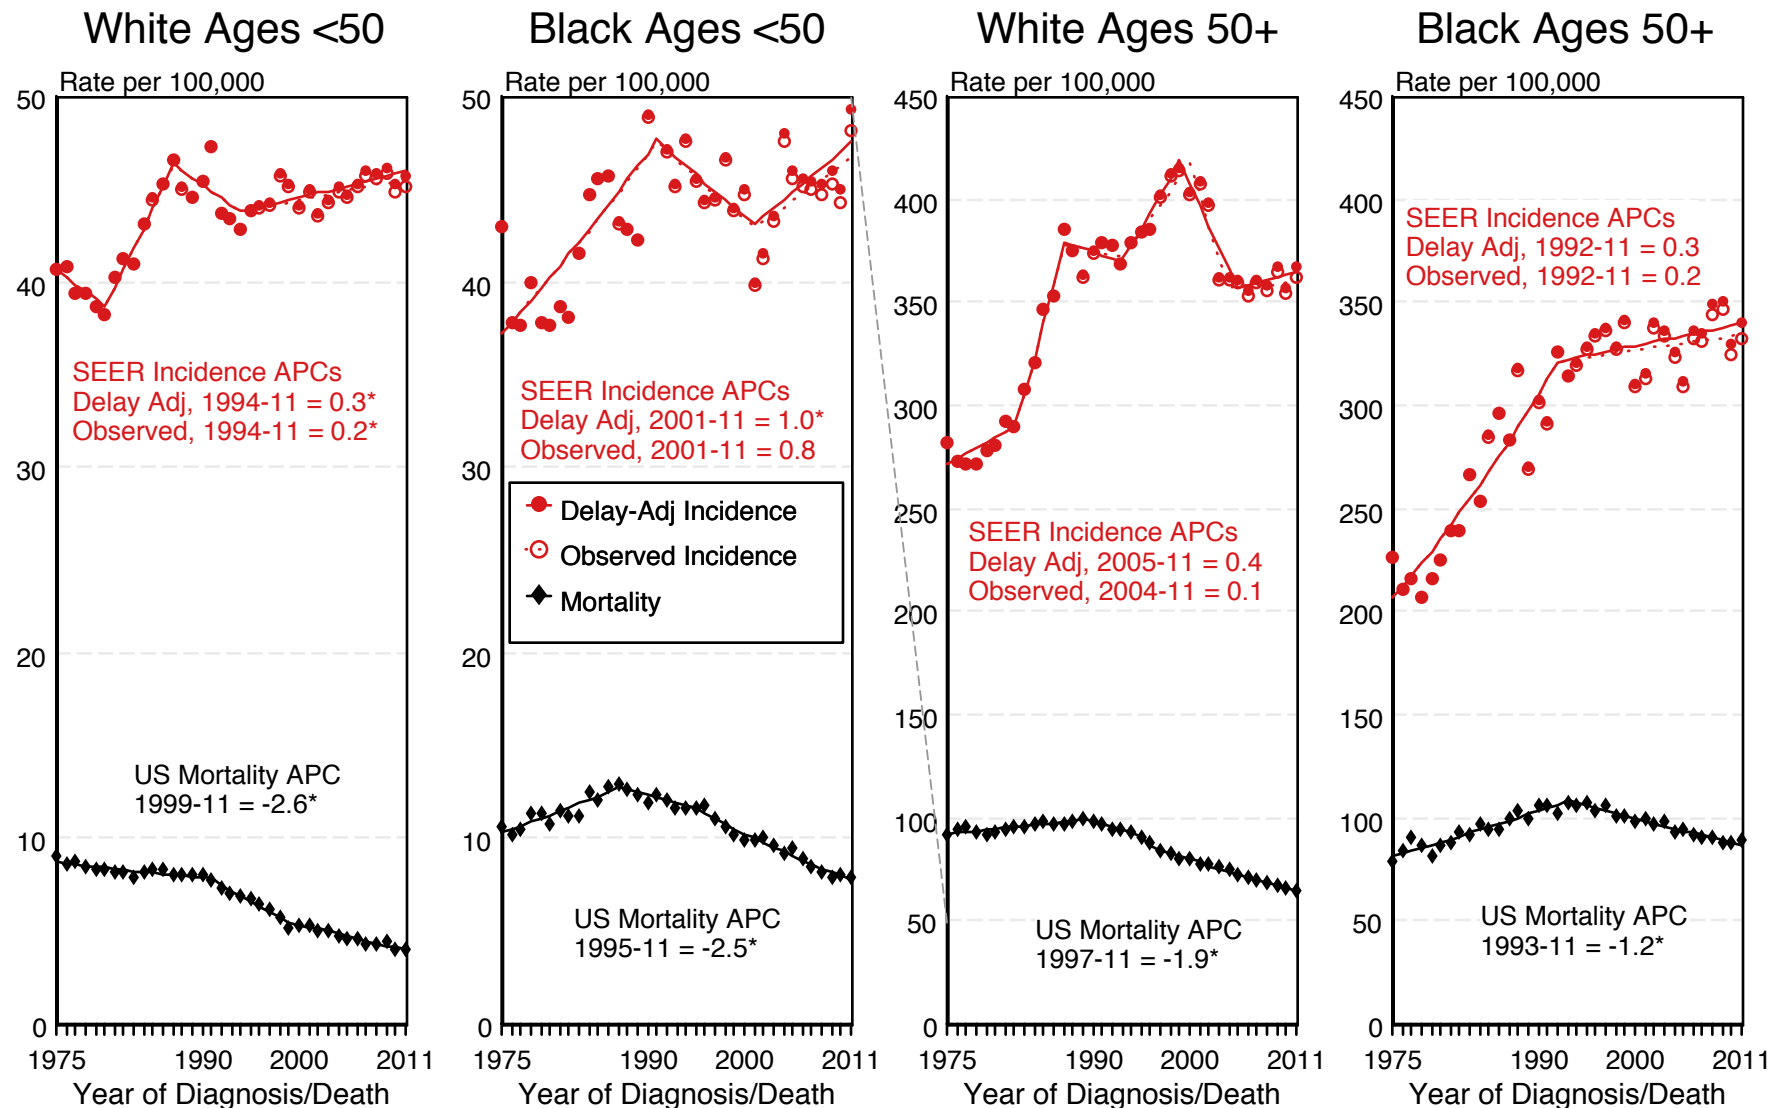 White Ages <50
Rate per 100,000
50
40
30
20
10
0
SEER Incidence APCs
Delay Adj, 1994-11 = 0.3*
Observed, 1994-11 = 0.2*
US Mortality APC
1999-11 = -2.6*
1975 1990 2000 2011
Year of Diagnosis/Death
Black Ages <50
Rate per 100,000
50
40
30
20
10
0
SEER Incidence APCs
Delay Adj, 2001-11 = 1.0*
Observed, 2001-11 = 0.8
Delay-Adj Incidence
Observed Incidence
Mortality
US Mortality APC
1995-11 = -2.5*
1975 1990 2000 2011
Year of Diagnosis/Death
White Ages 50+
Rate per 100,000
450
400
350
300
250
200
150
100
50
0
SEER Incidence APCs
Delay Adj, 2005-11 = 0.4
Observed, 2004-11 = 0.1
US Mortality APC
1997-11 = -1.9*
1975 1990 2000 2011
Year of Diagnosis/Death
Black Ages 50+
Rate per 100,000
450
400
350
300
250
200
150
100
50
0
SEER Incidence APCs
Delay Adj, 1992-11 = 0.3
Observed, 1992-11 = 0.2
US Mortality APC
1993-11 = -1.2*
1975 1990 2000 2011
Year of Diagnosis/Death